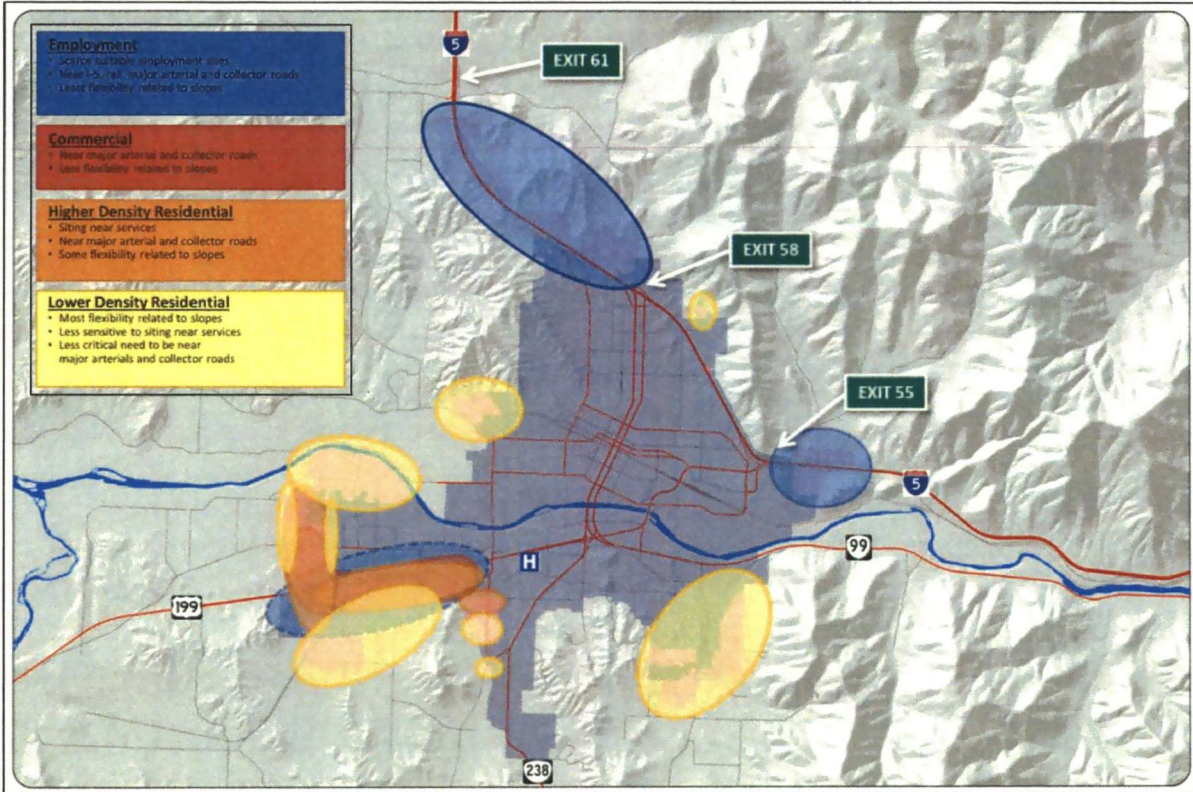 Employment
• Scarce suitable employment sites
• Near I-5, rail, major arterial and collector roads
• Least flexibility related to slopes
Commercial
• Near major arterial and collector roads
• Less flexibility related to slopes
Higher Density Residential
• Siting near services
• Near major arterial and collector roads
• Some flexibility related to slopes
Lower Density Residential
• Most flexibility related to slopes
• Less sensitive to siting near services
• Less critical need to be near
major arterials and collector roads
5
EXIT 61
EXIT 58
EXIT 55
5
99
H
199
238